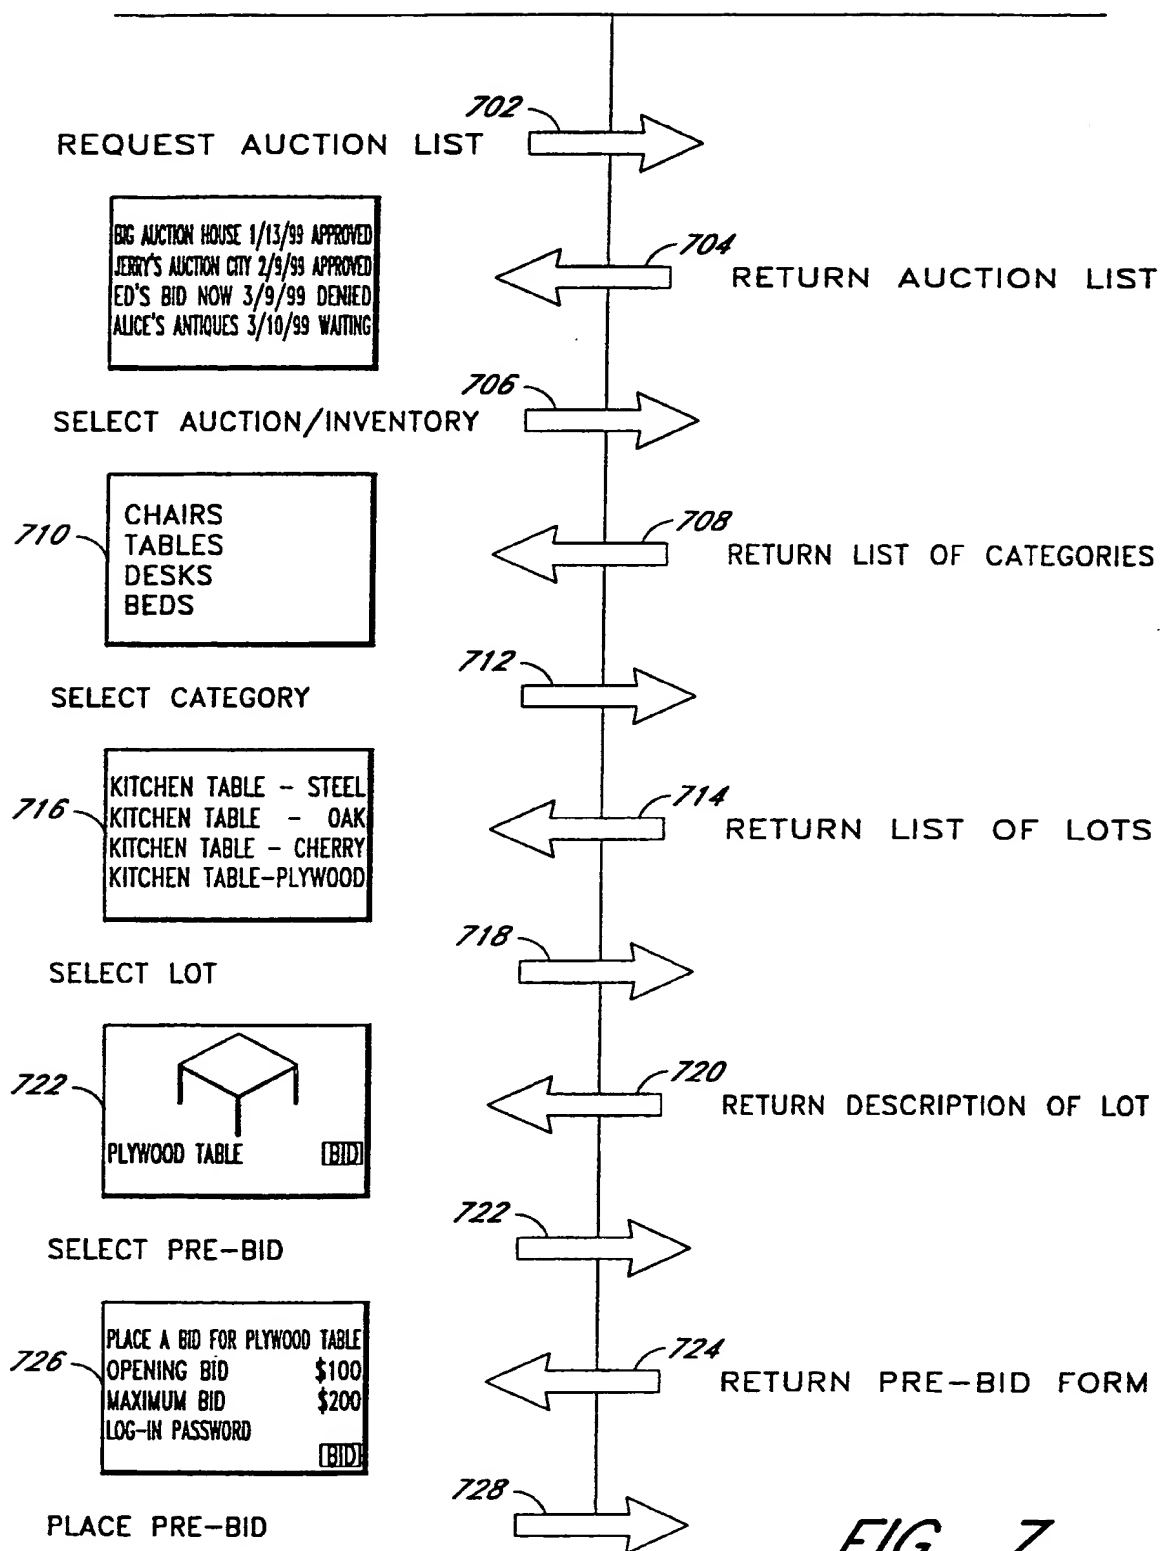 702
REQUEST AUCTION LIST
BIG AUCTION HOUSE 1/13/99 APPROVED
JERRY'S AUCTION CITY 2/9/99 APPROVED
ED'S BID NOW 3/9/99 DENIED
ALICE'S ANTIQUES 3/10/99 WAITING
704
RETURN AUCTION LIST
706
SELECT AUCTION/INVENTORY
710
CHAIRS
TABLES
DESKS
BEDS
708
RETURN LIST OF CATEGORIES
712
SELECT CATEGORY
716
KITCHEN TABLE - STEEL
KITCHEN TABLE - OAK
KITCHEN TABLE - CHERRY
KITCHEN TABLE-PLYWOOD
714
RETURN LIST OF LOTS
718
SELECT LOT
722
PLYWOOD TABLE BID
720
RETURN DESCRIPTION OF LOT
722
SELECT PRE-BID
726
PLACE A BID FOR PLYWOOD TABLE
OPENING BID $100
MAXIMUM BID $200
LOG-IN PASSWORD
BID
724
RETURN PRE-BID FORM
728
PLACE PRE-BID
FIG. 7